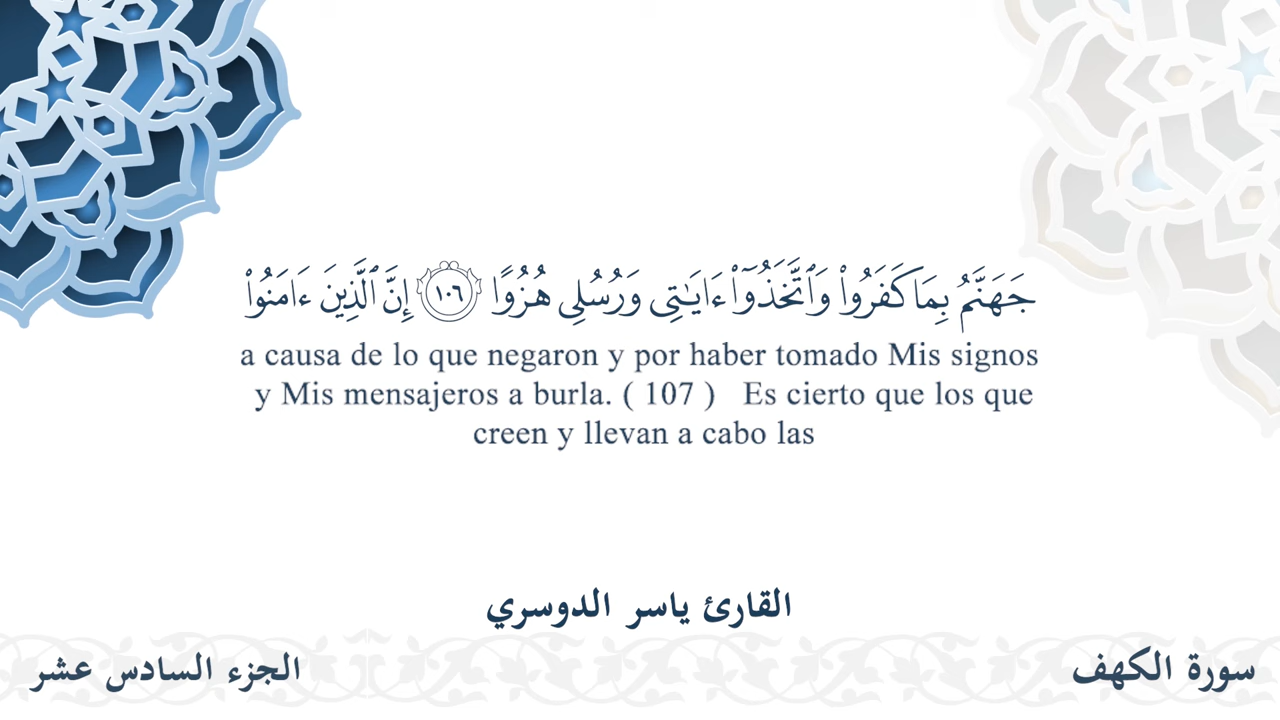 جَهَنَّمُ بِمَا كَفَرُوا۟ وَٱتَّخَذُوٓا۟ ءَايَـٰتِى وَرُسُلِى هُزُوًا ١٠٦ إِنَّ ٱلَّذِينَ ءَامَنُوا۟
a causa de lo que negaron y por haber tomado Mis signos
y Mis mensajeros a burla. ( 107 ) Es cierto que los que
creen y llevan a cabo las
القارئ ياسر الدوسري
سورة الكهف
الجزء السادس عشر